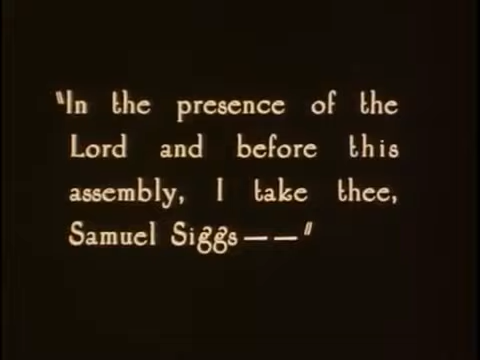 "In the presence of the
Lord and before this
assembly, I take thee,
Samuel Siggs — — "